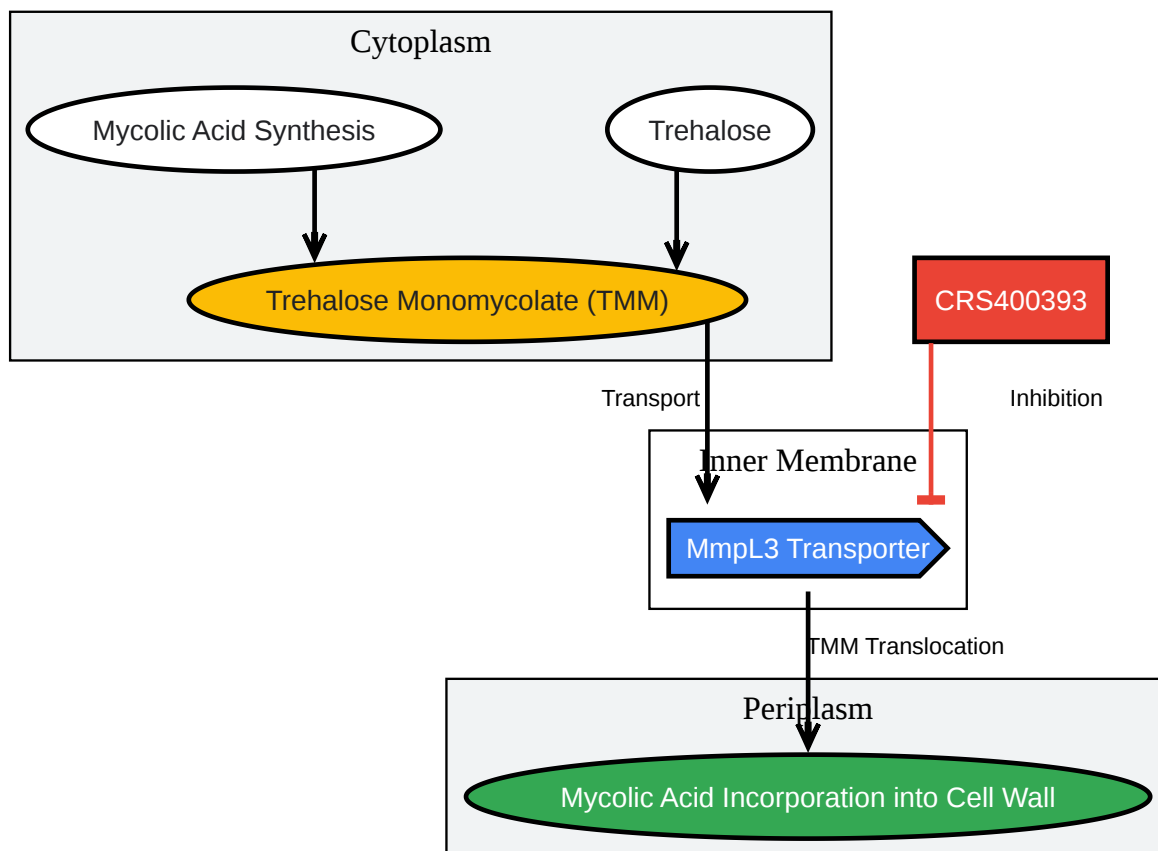 Cytoplasm
Mycolic Acid Synthesis
Trehalose
Trehalose Monomycolate (TMM)
CRS400393
Transport
Inhibition
Inner Membrane
MmpL3 Transporter
TMM Translocation
Periplasm
Mycolic Acid Incorporation into Cell Wall